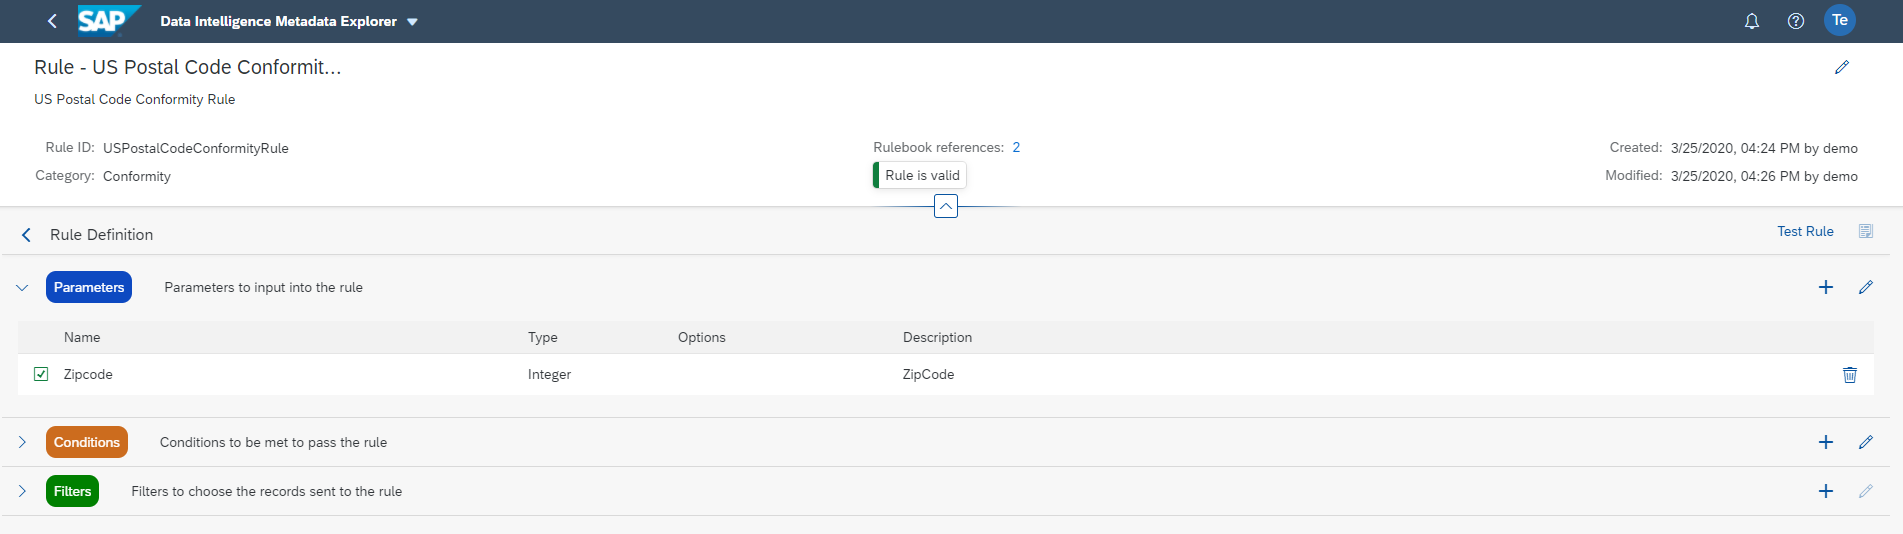 SAP Data Intelligence Metadata Explorer Te
Rule - US Postal Code Conformit...
US Postal Code Conformity Rule
Rule ID: USPostalCodeConformityRule Rulebook references: 2 Created: 3/25/2020, 04:24 PM by demo
Category: Conformity Rule is valid Modified: 3/25/2020, 04:26 PM by demo
Rule Definition Test Rule
Parameters Parameters to input into the rule
Name Type Options Description
Zipcode Integer ZipCode
Conditions Conditions to be met to pass the rule
Filters Filters to choose the records sent to the rule